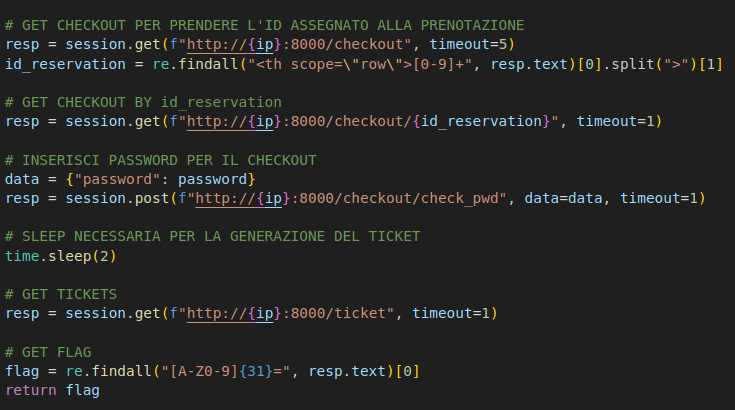 # GET CHECKOUT PER PRENDERE L'ID ASSEGNATO ALLA PRENOTAZIONE
resp = session.get(f"http://{ip}:8000/checkout", timeout=5)
id_reservation = re.findall("<th scope=\"row\">[0-9]+", resp.text)[0].split(">")[1]

# GET CHECKOUT BY id_reservation
resp = session.get(f"http://{ip}:8000/checkout/{id_reservation}", timeout=1)

# INSERISCI PASSWORD PER IL CHECKOUT
data = {"password": password}
resp = session.post(f"http://{ip}:8000/checkout/check_pwd", data=data, timeout=1)

# SLEEP NECESSARIA PER LA GENERAZIONE DEL TICKET
time.sleep(2)

# GET TICKETS
resp = session.get(f"http://{ip}:8000/ticket", timeout=1)

# GET FLAG
flag = re.findall("[A-Z0-9]{31}=", resp.text)[0]
return flag